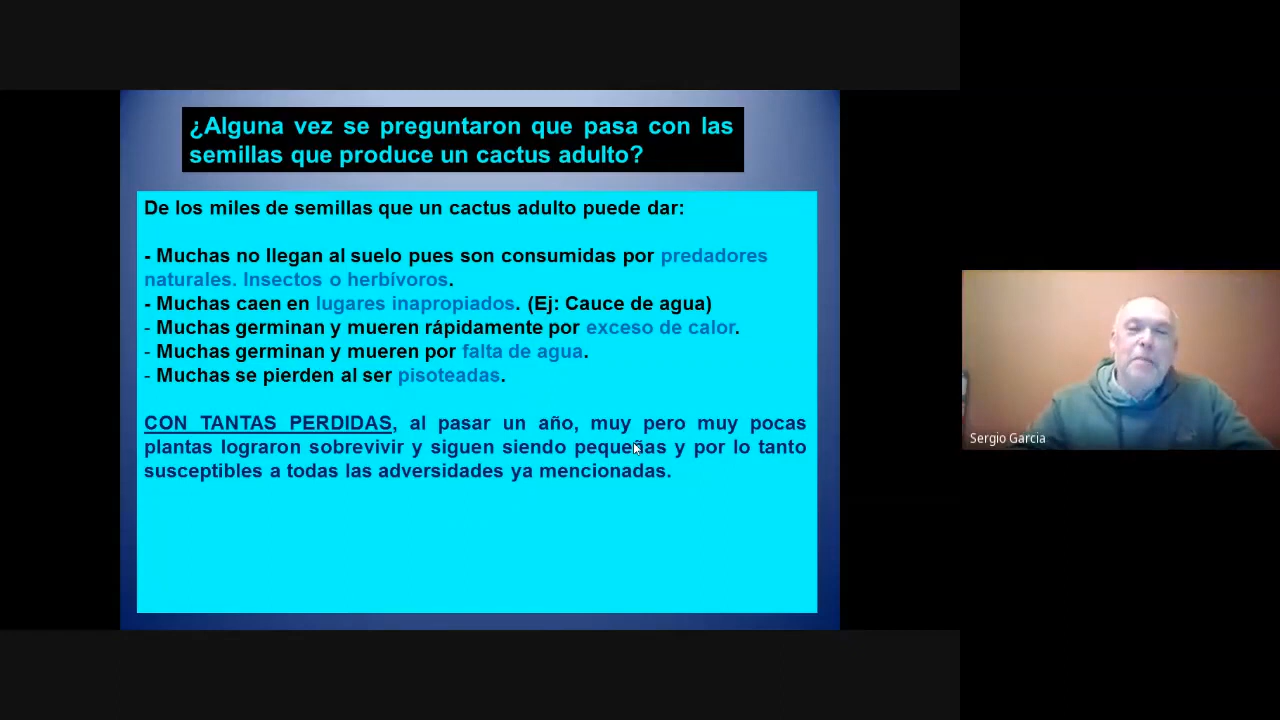 ¿Alguna vez se preguntaron que pasa con las
semillas que produce un cactus adulto?
De los miles de semillas que un cactus adulto puede dar:
- Muchas no llegan al suelo pues son consumidas por predadores
naturales. Insectos o herbívoros.
- Muchas caen en lugares inapropiados. (Ej: Cauce de agua)
- Muchas germinan y mueren rápidamente por exceso de calor.
- Muchas germinan y mueren por falta de agua.
- Muchas se pierden al ser pisoteadas.
CON TANTAS PERDIDAS, al pasar un año, muy pero muy pocas
plantas lograron sobrevivir y siguen siendo pequeñas y por lo tanto
susceptibles a todas las adversidades ya mencionadas.
Sergio Garcia